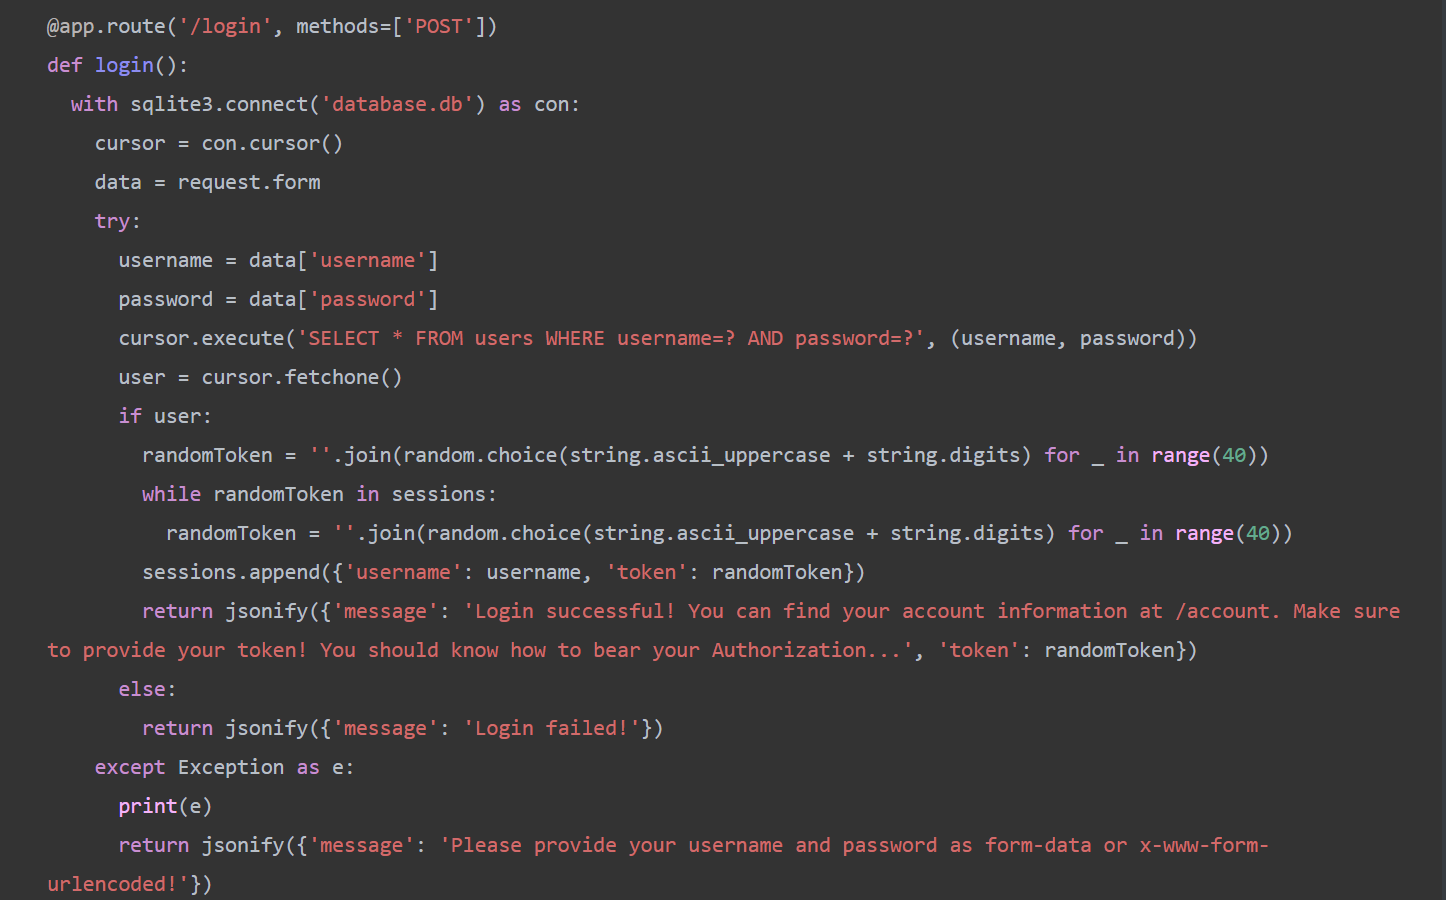 @app.route('/login', methods=['POST'])
def login():
  with sqlite3.connect('database.db') as con:
    cursor = con.cursor()
    data = request.form
    try:
      username = data['username']
      password = data['password']
      cursor.execute('SELECT * FROM users WHERE username=? AND password=?', (username, password))
      user = cursor.fetchone()
      if user:
        randomToken = ''.join(random.choice(string.ascii_uppercase + string.digits) for _ in range(40))
        while randomToken in sessions:
          randomToken = ''.join(random.choice(string.ascii_uppercase + string.digits) for _ in range(40))
        sessions.append({'username': username, 'token': randomToken})
        return jsonify({'message': 'Login successful! You can find your account information at /account. Make sure
to provide your token! You should know how to bear your Authorization...', 'token': randomToken})
      else:
        return jsonify({'message': 'Login failed!'})
    except Exception as e:
      print(e)
      return jsonify({'message': 'Please provide your username and password as form-data or x-www-form-
urlencoded!'})